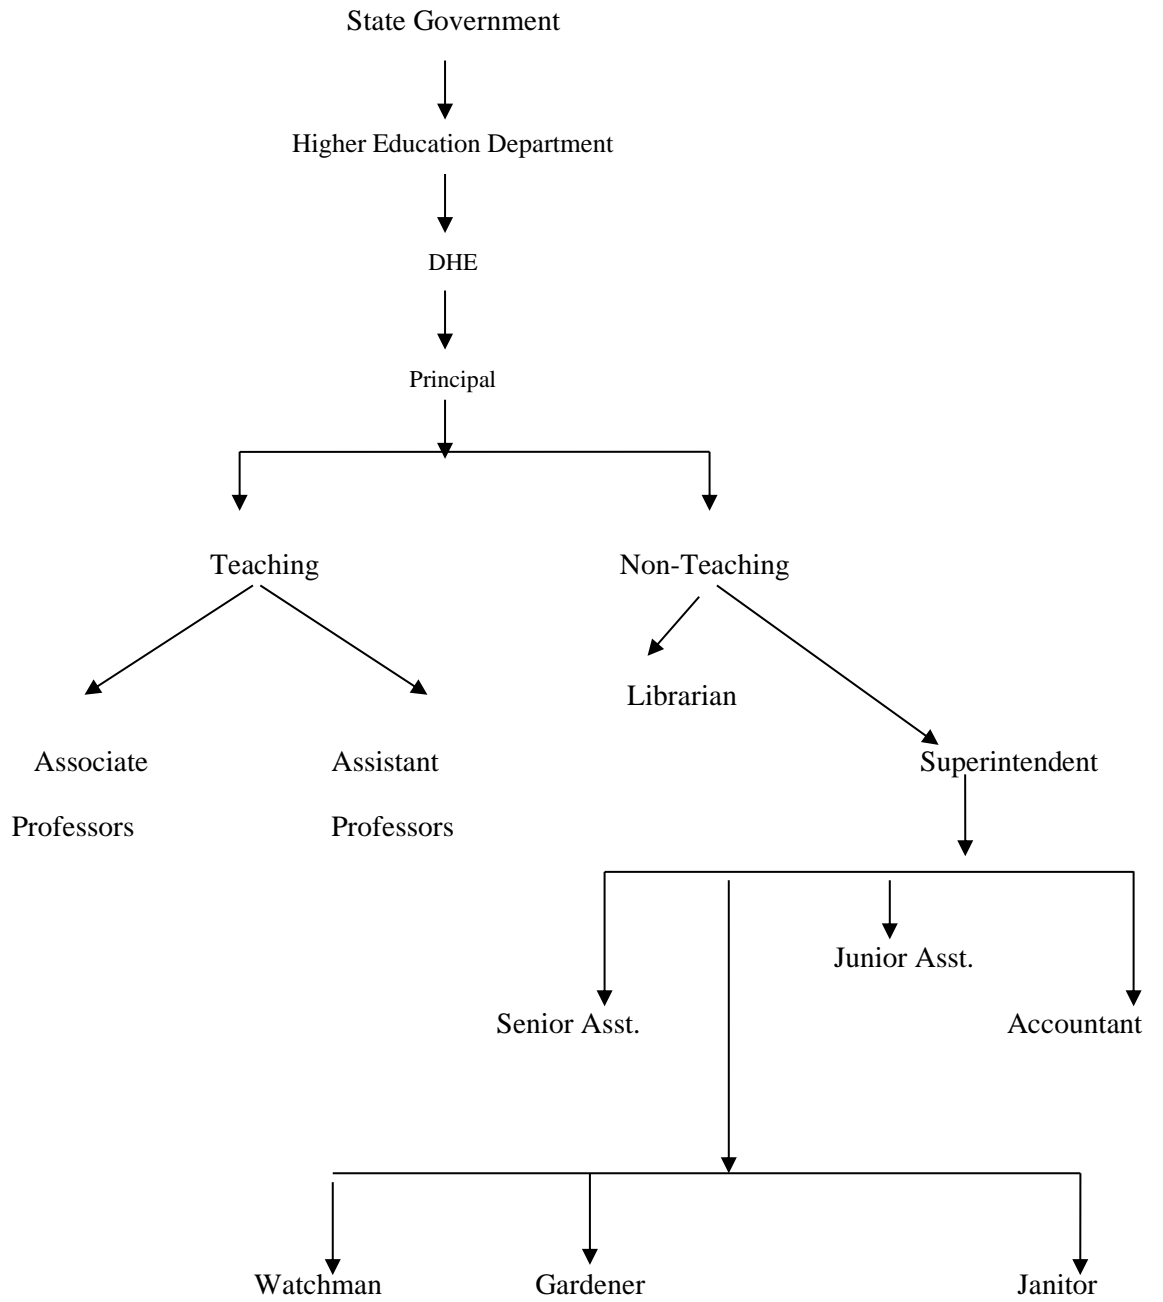 State Government
Higher Education Department
DHE
Principal
Teaching
Non-Teaching
Librarian
Associate
Professors
Assistant
Professors
Superintendent
Junior Asst.
Senior Asst.
Accountant
Watchman
Gardener
Janitor